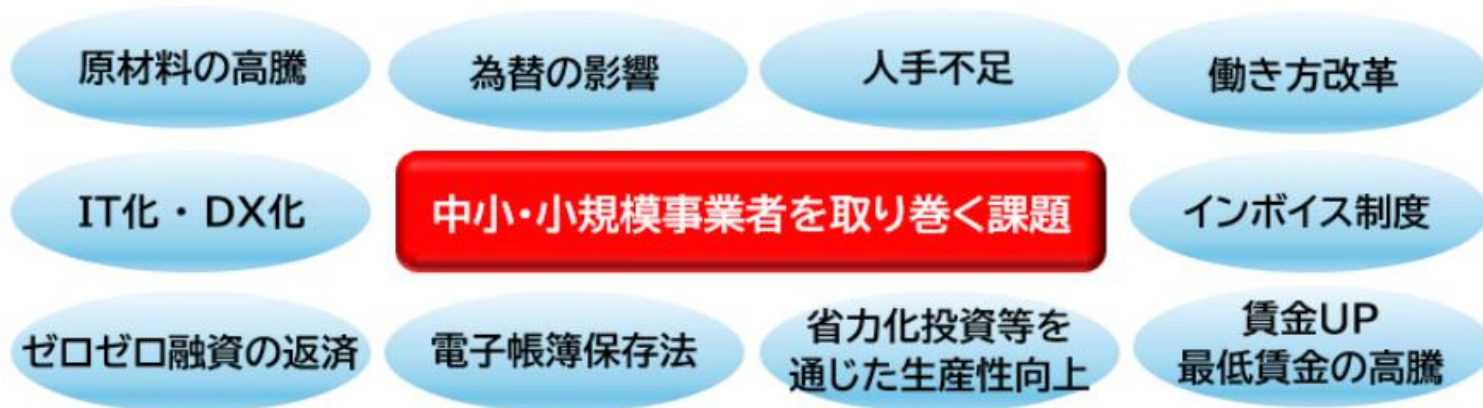 原材料の高騰
為替の影響
人手不足
働き方改革
IT化・DX化
中小・小規模事業者を取り巻く課題
インボイス制度
ゼロゼロ融資の返済
電子帳簿保存法
省力化投資等を
通じた生産性向上
賃金UP
最低賃金の高騰